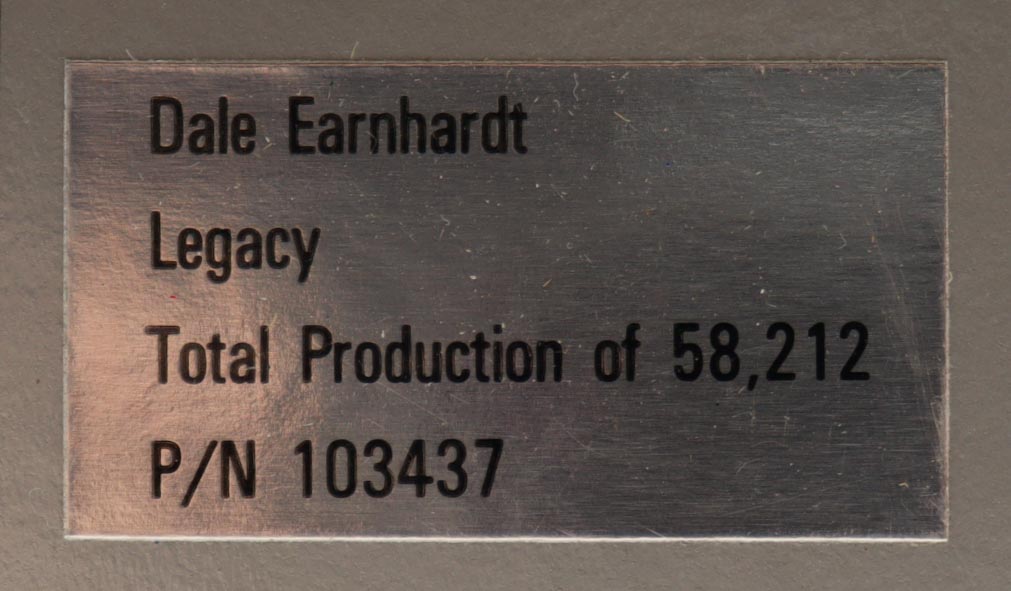 Dale Earnhardt
Legacy
Total Production of 58,212
P/N 103437